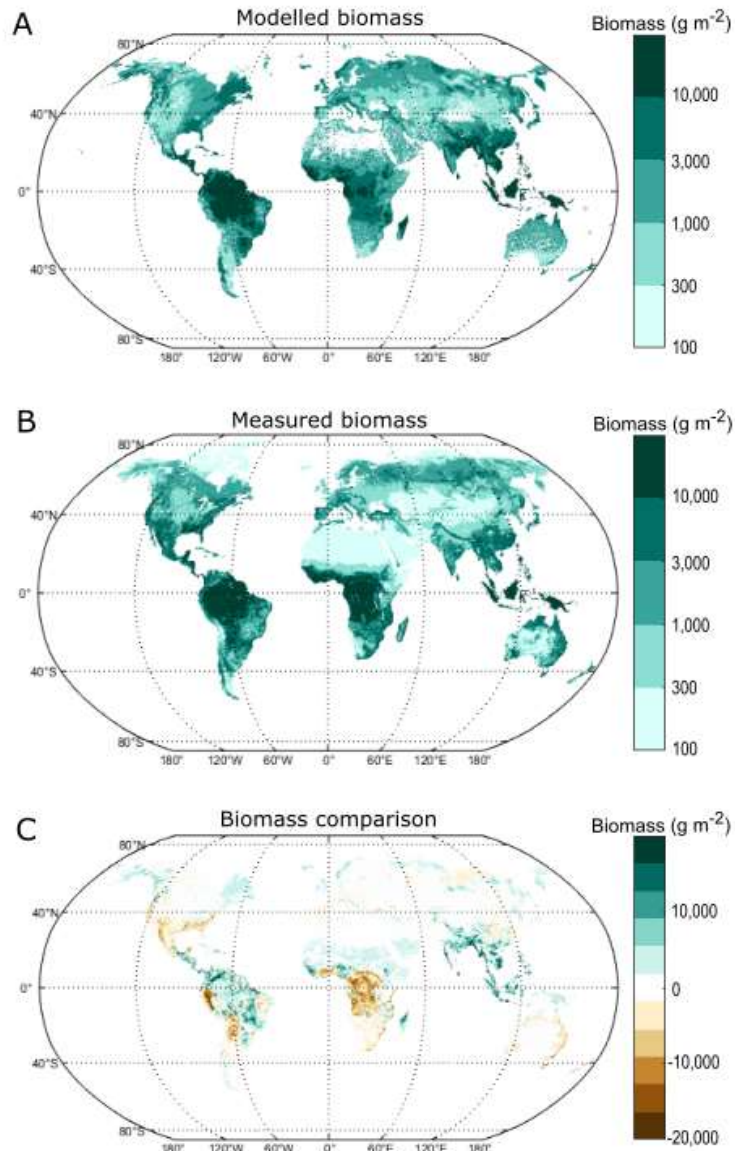 A
Modelled biomass
Biomass (g m⁻²)
80°N
40°N
0°
40°S
80°S
180° 120°W 60°W 0° 60°E 120°E 180°
10,000
3,000
1,000
300
100
B
Measured biomass
Biomass (g m⁻²)
80°N
40°N
0°
40°S
80°S
180° 120°W 60°W 0° 60°E 120°E 180°
10,000
3,000
1,000
300
100
C
Biomass comparison
Biomass (g m⁻²)
80°N
40°N
0°
40°S
80°S
180° 120°W 60°W 0° 60°E 120°E 180°
10,000
0
-10,000
-20,000